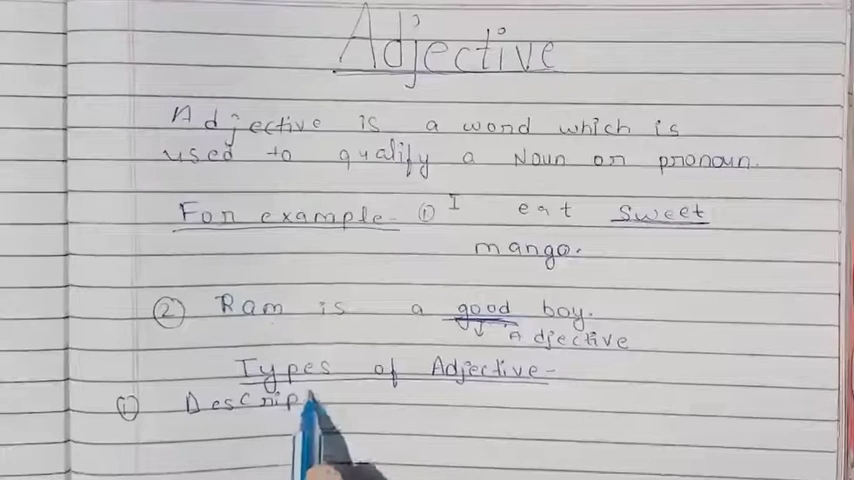 Adjective
Adjective is a word which is
used to qualify a Noun or pronoun.
For example- ① I eat Sweet
mango.
② Ram is a good boy.
↓ Adjective
Types of Adjective-
① Descrip